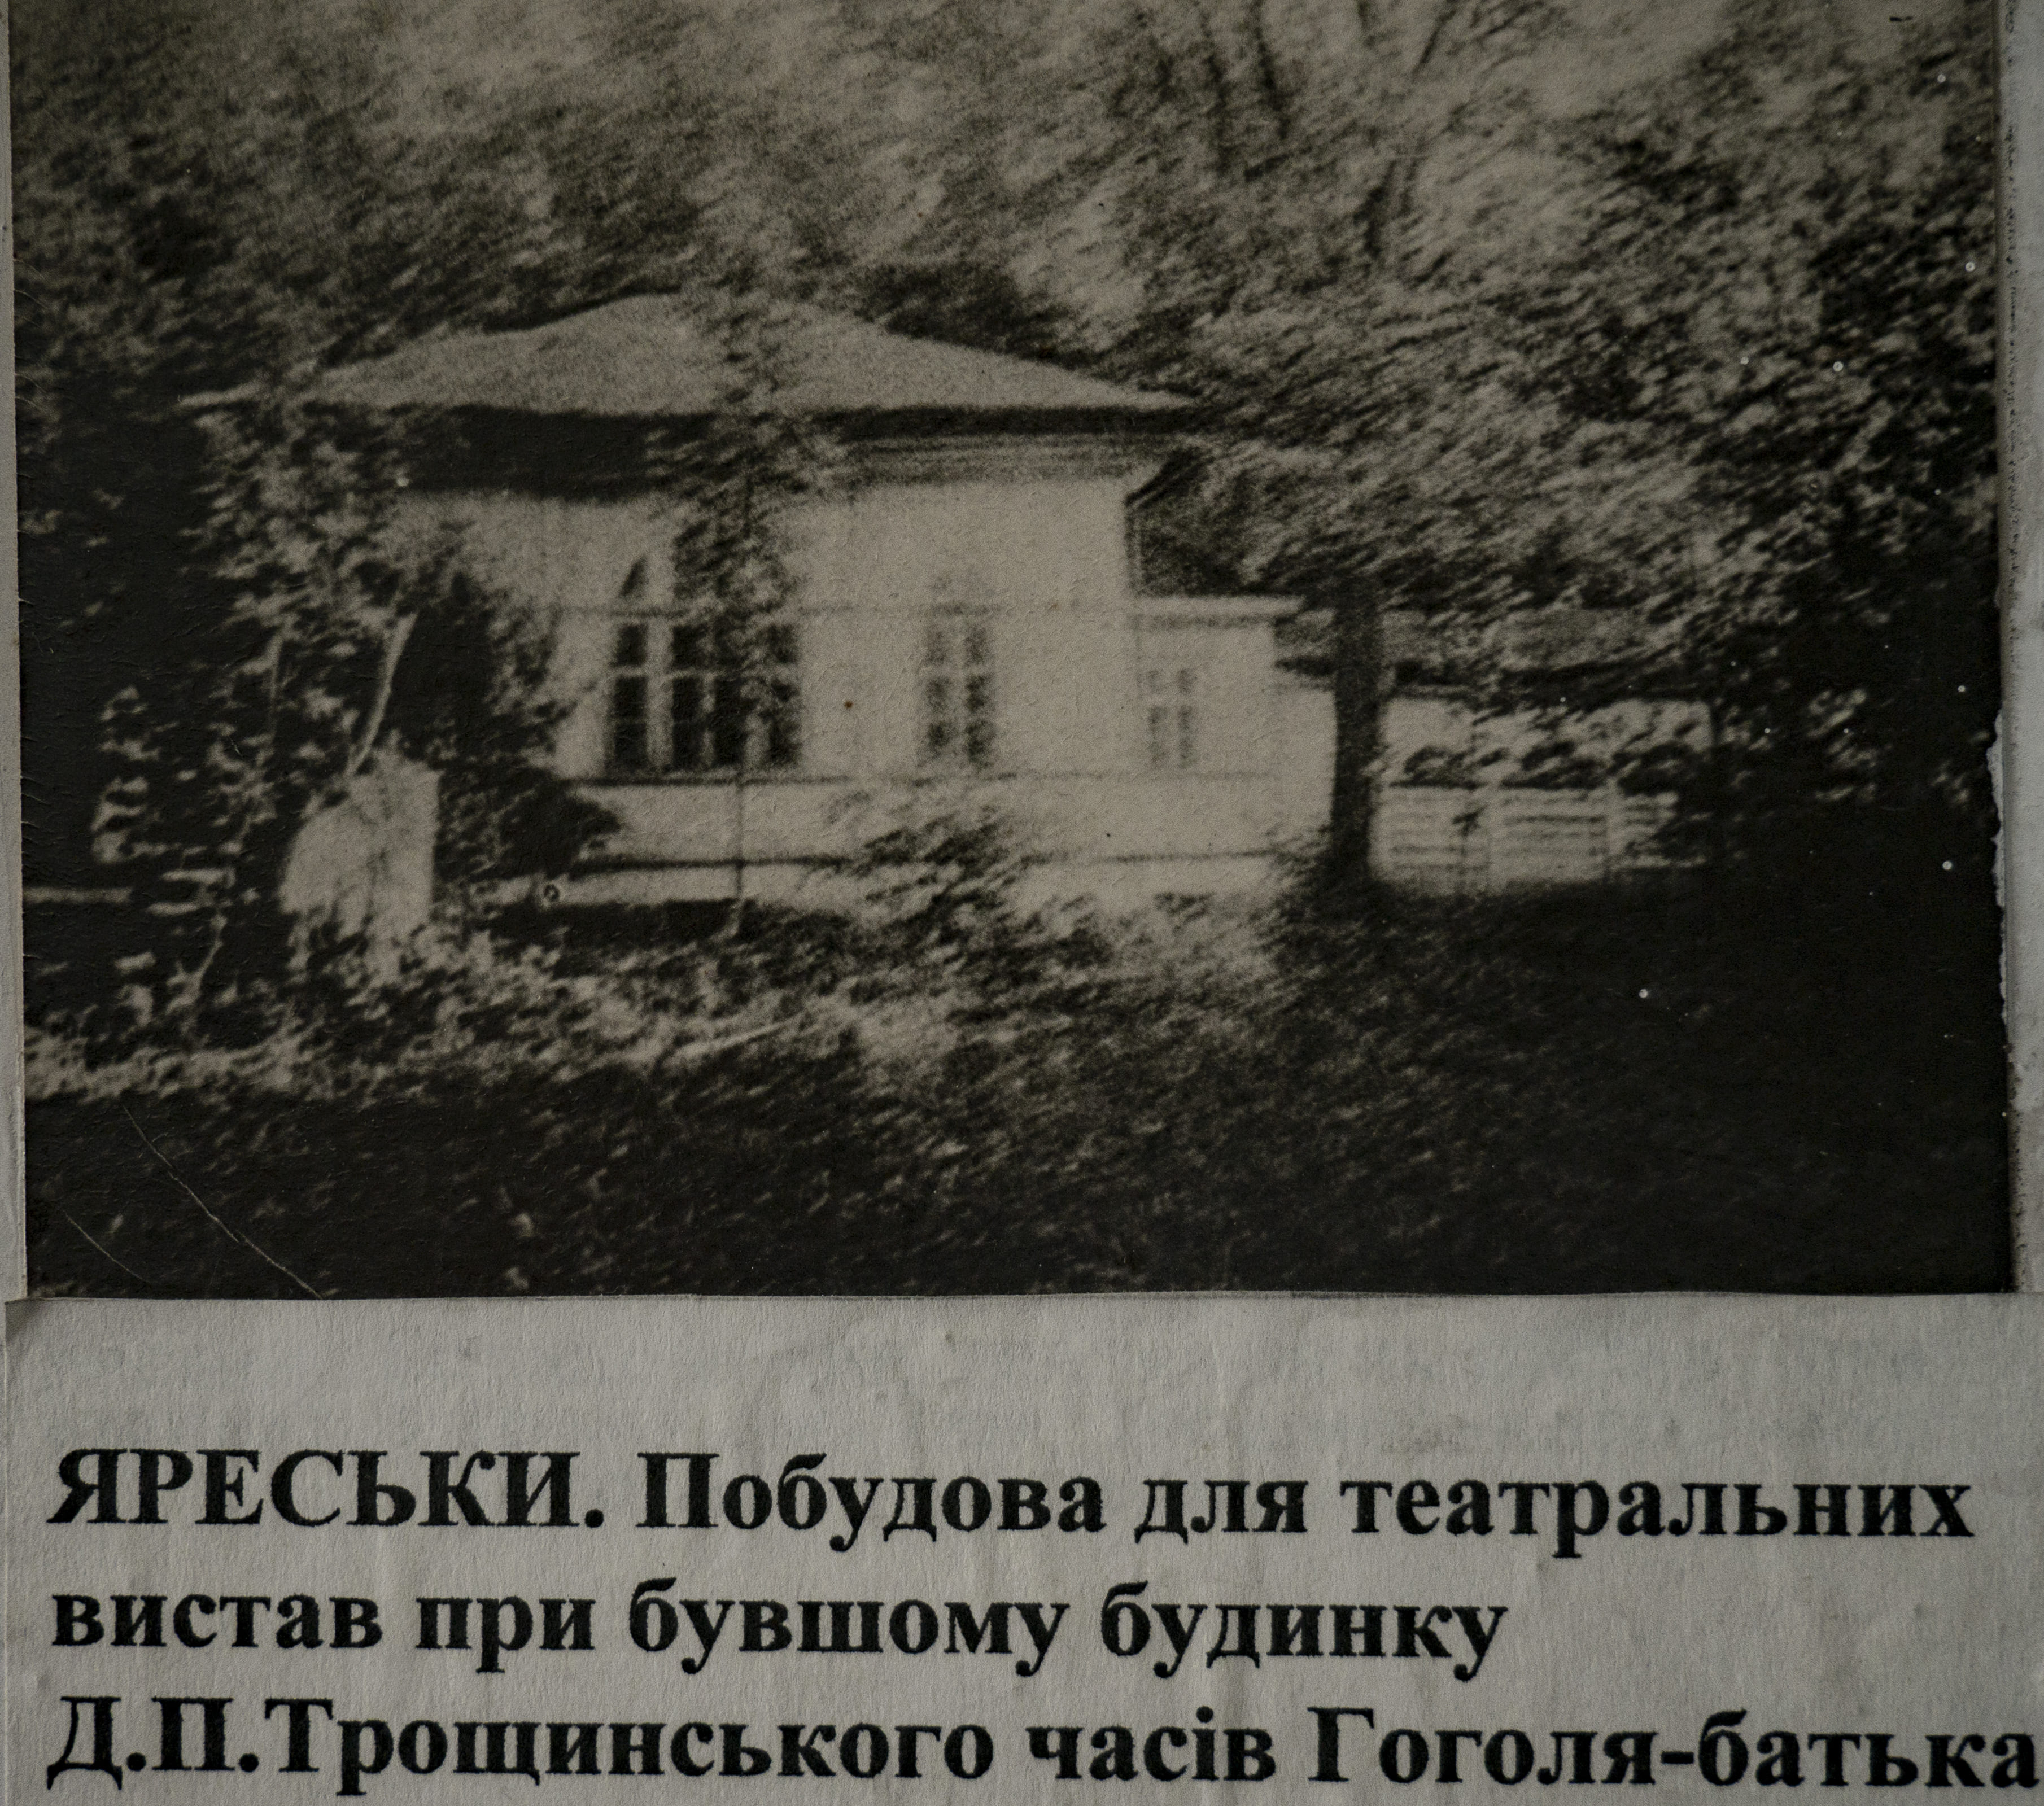 ЯРЕСЬКИ. Побудова для театральних
вистав при бувшому будинку
Д.П.Трощинського часів Гоголя-батька